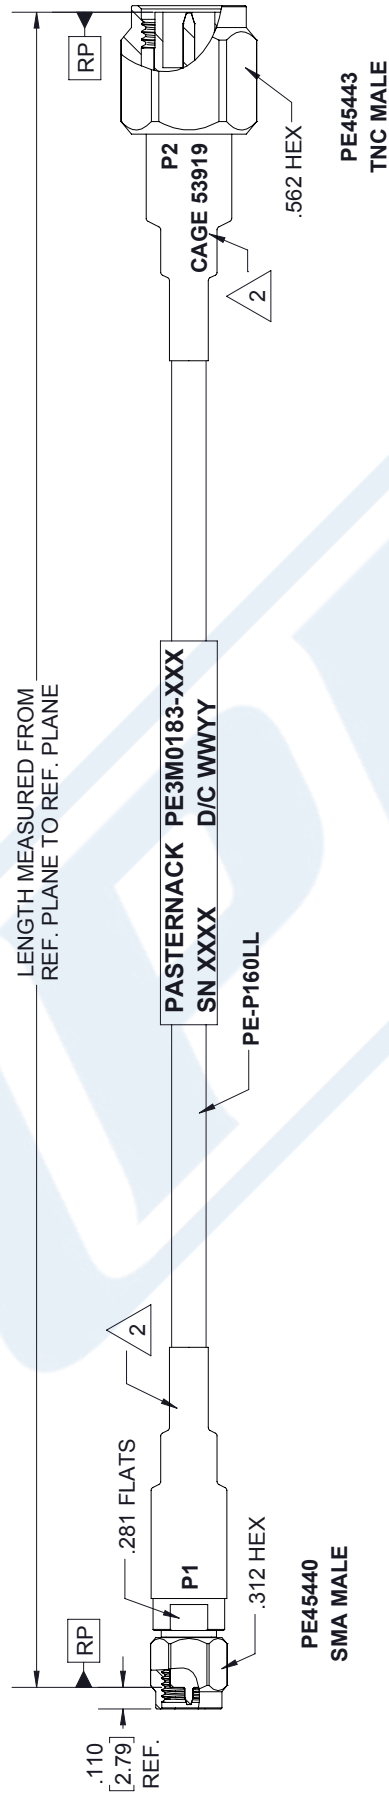 LENGTH MEASURED FROM
REF. PLANE TO REF. PLANE
RP
RP
.110
[2.79]
REF.
.281 FLATS
2
P1
.312 HEX
PE45440
SMA MALE
PASTERNACK PE3M0183-XXX
SN XXXX D/C WWYY
PE-P160LL
P2
CAGE 53919
2
.562 HEX
PE45443
TNC MALE